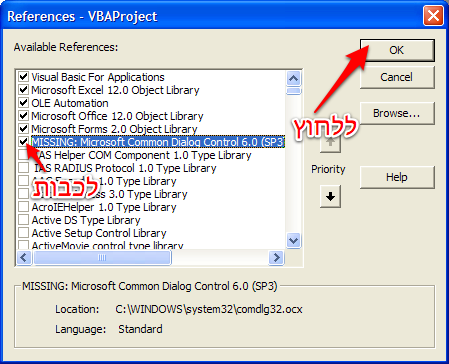 References - VBAProject
Available References:
Visual Basic For Applications
Microsoft Excel 12.0 Object Library
OLE Automation
Microsoft Office 12.0 Object Library
Microsoft Forms 2.0 Object Library
MISSING: Microsoft Common Dialog Control 6.0 (SP3)
IAS Helper COM Component 1.0 Type Library
IAS RADIUS Protocol 1.0 Type Library
1.0 Type Library
3.0 Type Library
AcroIEHelper 1.0 Type Library
Active DS Type Library
Active Setup Control Library
ActiveMovie control type library
OK
Cancel
Browse...
Priority
Help
ללחוץ
לכבות
MISSING: Microsoft Common Dialog Control 6.0 (SP3)
Location: C:\WINDOWS\system32\comdlg32.ocx
Language: Standard